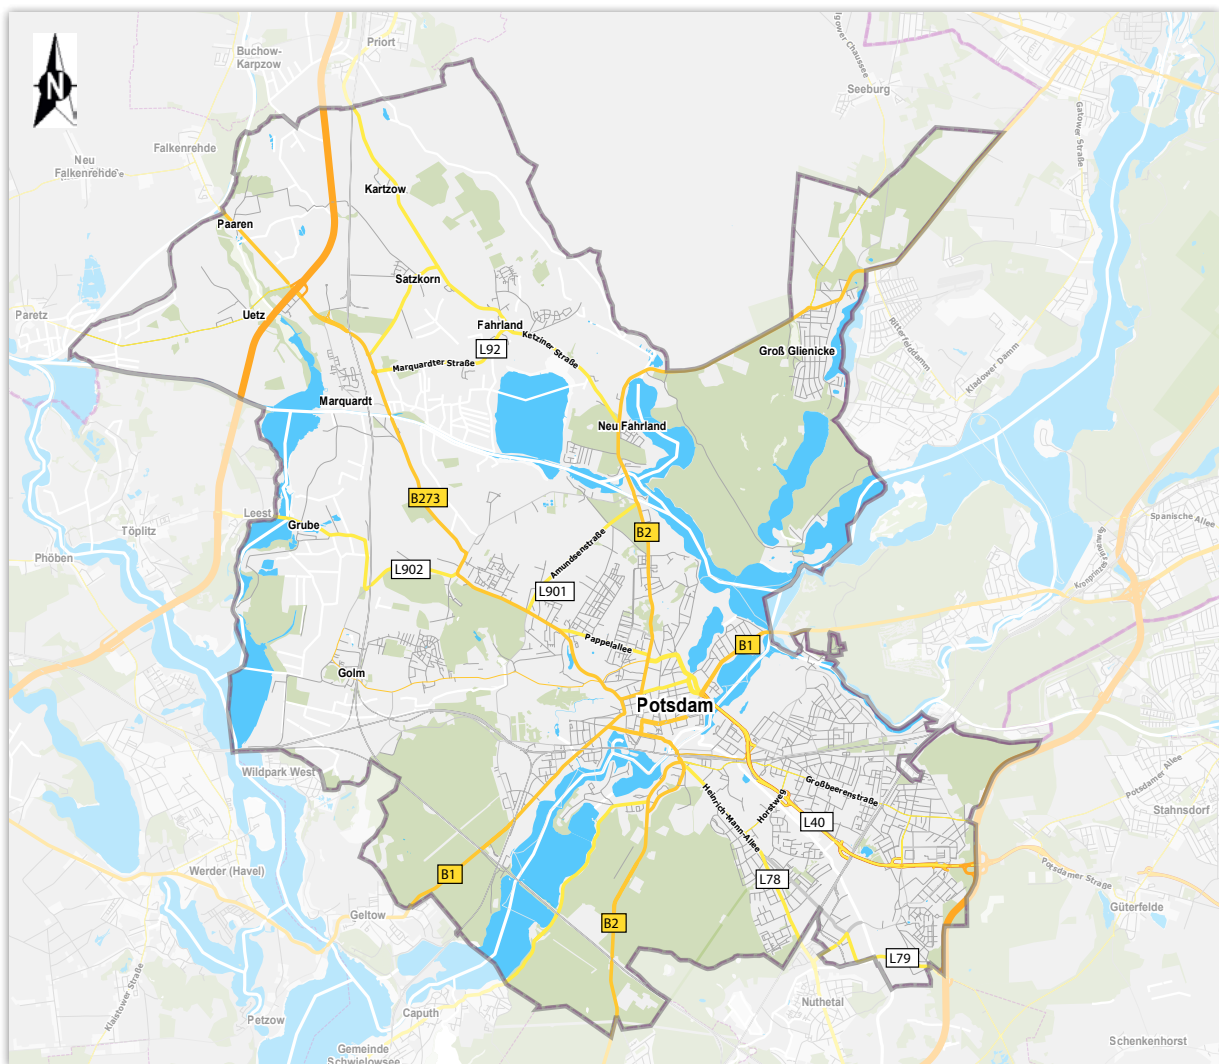 N
Buchow-
Karpzow
Priort
Seeburg
Gatower Straße
Falkenrehde
Neu
Falkenrehde
Kartzow
Paaren
Satzkorn
Paretz
Uetz
Fahrland
L92
Ketziner Straße
Marquardter Straße
Groß Glienicke
Ritterfelddamm
Kladower Damm
Marquardt
Neu Fahrland
B273
Leest
Grube
Töplitz
Phöben
B2
Amundsenstraße
Spanische Allee
L902
L901
Pappelallee
B1
Golm
Potsdam
Wildpark West
Großbeerenstraße
Heinrich-Mann-Allee
Horstweg
L40
Potsdamer Allee
Stahnsdorf
Werder (Havel)
B1
L78
Potsdamer Straße
Güterfelde
Geltow
B2
L79
Klaistower Straße
Petzow
Caputh
Nuthetal
Schenkenhorst
Gemeinde
Schwielowsee